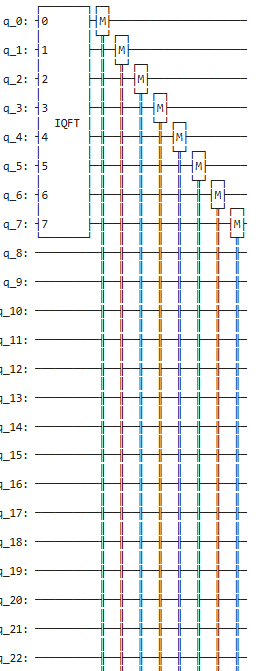 q_0: 0 M
q_1: 1 M
q_2: 2 M
q_3: 3 M
IQFT
q_4: 4 M
q_5: 5 M
q_6: 6 M
q_7: 7 M
q_8:
q_9:
q_10:
q_11:
q_12:
q_13:
q_14:
q_15:
q_16:
q_17:
q_18:
q_19:
q_20:
q_21:
q_22: